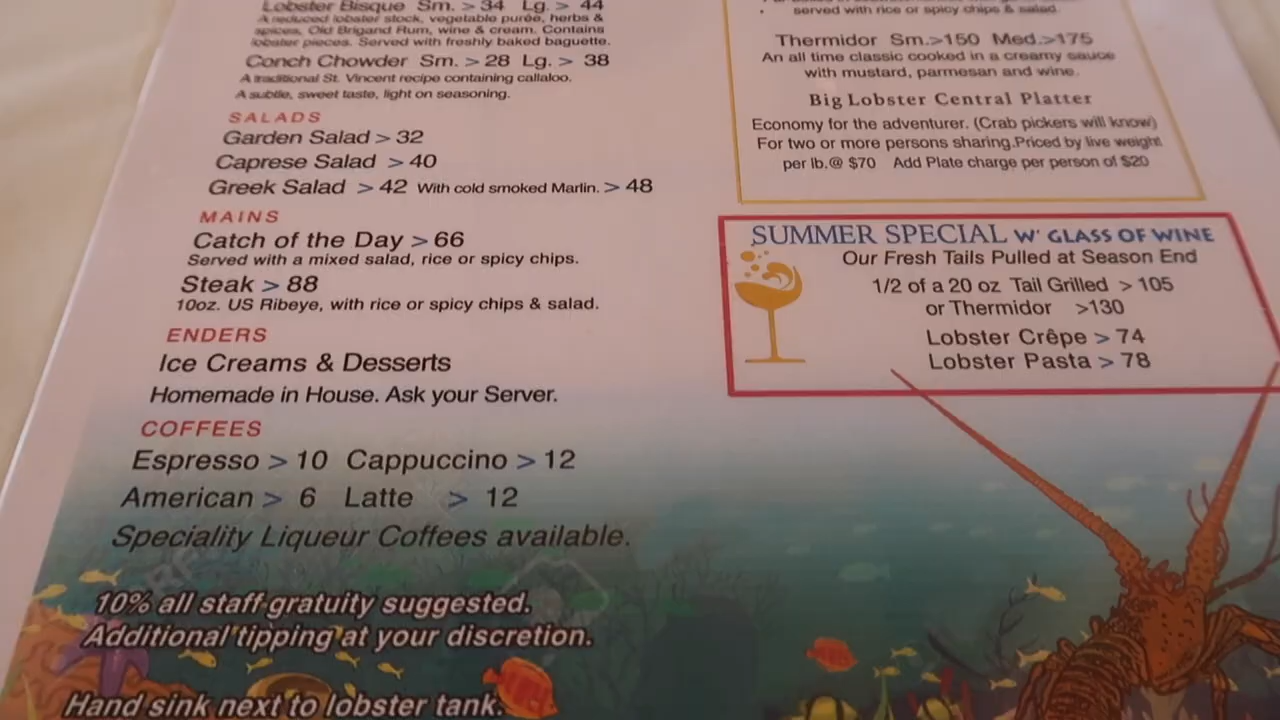 Lobster Bisque Sm. > 34 Lg. > 44
A reduced lobster stock, vegetable purée, herbs &
spices, Old Brigand Rum, wine & cream. Contains
lobster pieces. Served with freshly baked baguette.
Conch Chowder Sm. > 28 Lg. > 38
A traditional St. Vincent recipe containing callaloo.
A subtle, sweet taste, light on seasoning.
SALADS
Garden Salad > 32
Caprese Salad > 40
Greek Salad > 42 With cold smoked Marlin. > 48
MAINS
Catch of the Day > 66
Served with a mixed salad, rice or spicy chips.
Steak > 88
10oz. US Ribeye, with rice or spicy chips & salad.
ENDERS
Ice Creams & Desserts
Homemade in House. Ask your Server.
COFFEES
Espresso > 10 Cappuccino > 12
American > 6 Latte > 12
Speciality Liqueur Coffees available.
10% all staff gratuity suggested.
Additional tipping at your discretion.
Hand sink next to lobster tank.
served with rice or spicy chips & salad.
Thermidor Sm.>150 Med.>175
An all time classic cooked in a creamy sauce
with mustard, parmesan and wine.
Big Lobster Central Platter
Economy for the adventurer. (Crab pickers will know)
For two or more persons sharing.Priced by live weight
per lb.@ $70 Add Plate charge per person of $20
SUMMER SPECIAL W' GLASS OF WINE
Our Fresh Tails Pulled at Season End
1/2 of a 20 oz Tail Grilled > 105
or Thermidor >130
Lobster Crêpe > 74
Lobster Pasta > 78